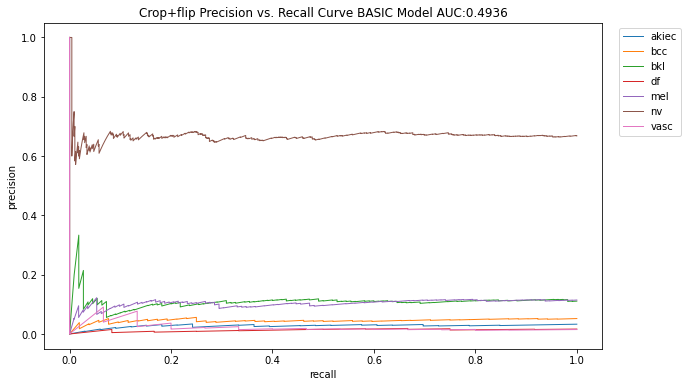 Crop+flip Precision vs. Recall Curve BASIC Model AUC:0.4936
1.0
0.8
0.6
0.4
0.2
0.0
precision
0.0 0.2 0.4 0.6 0.8 1.0
recall
akiec
bcc
bkl
df
mel
nv
vasc